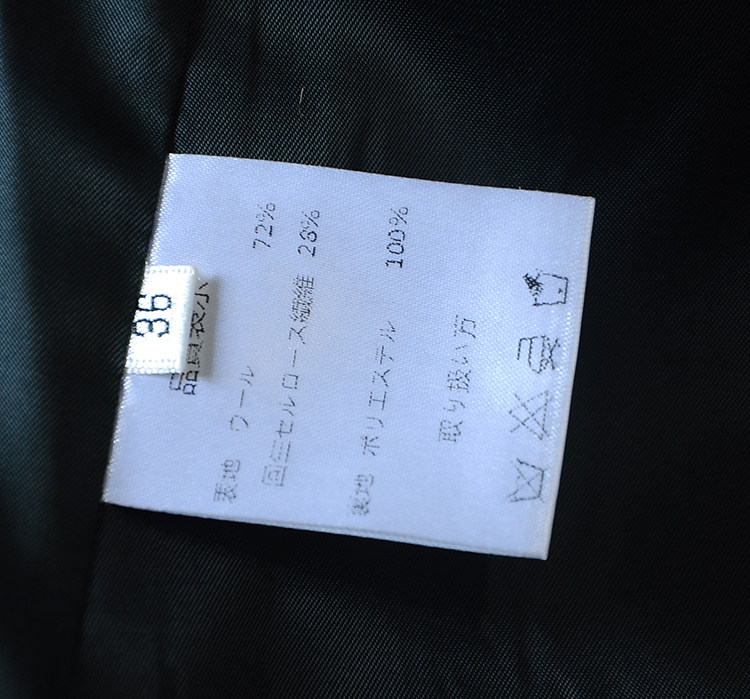 36
品質表示
表地 ウール 72%
再生セルロース繊維 28%
裏地 ポリエステル 100%
取り扱い方